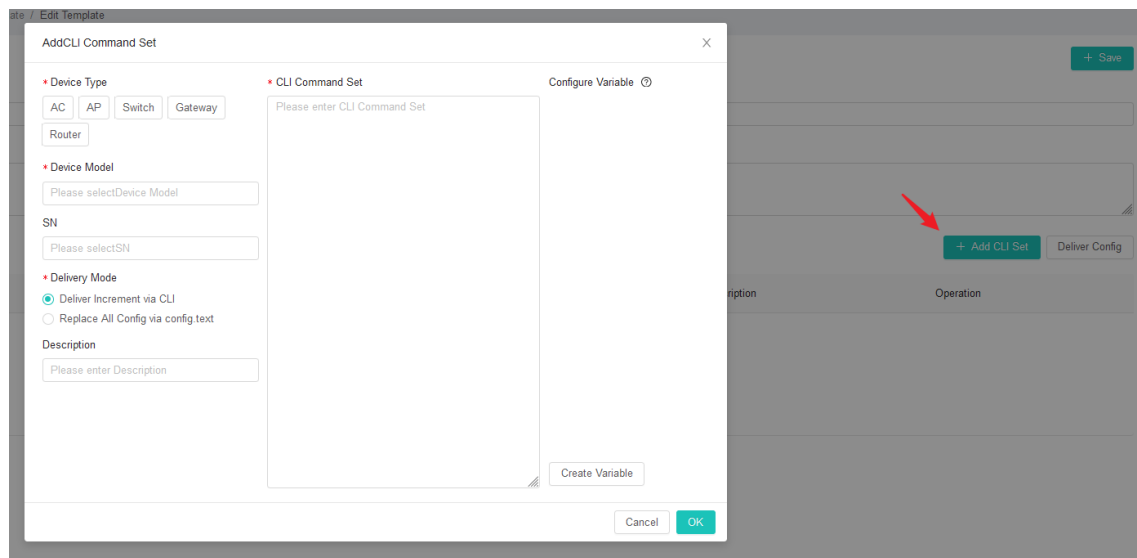 ate / Edit Template
AddCLI Command Set
+ Save
* Device Type
* CLI Command Set
Configure Variable
AC
AP
Switch
Gateway
Router
Please enter CLI Command Set
* Device Model
Please selectDevice Model
SN
Please selectSN
+ Add CLI Set
Deliver Config
* Delivery Mode
Deliver Increment via CLI
Replace All Config via config.text
ription
Operation
Description
Please enter Description
Create Variable
Cancel
OK